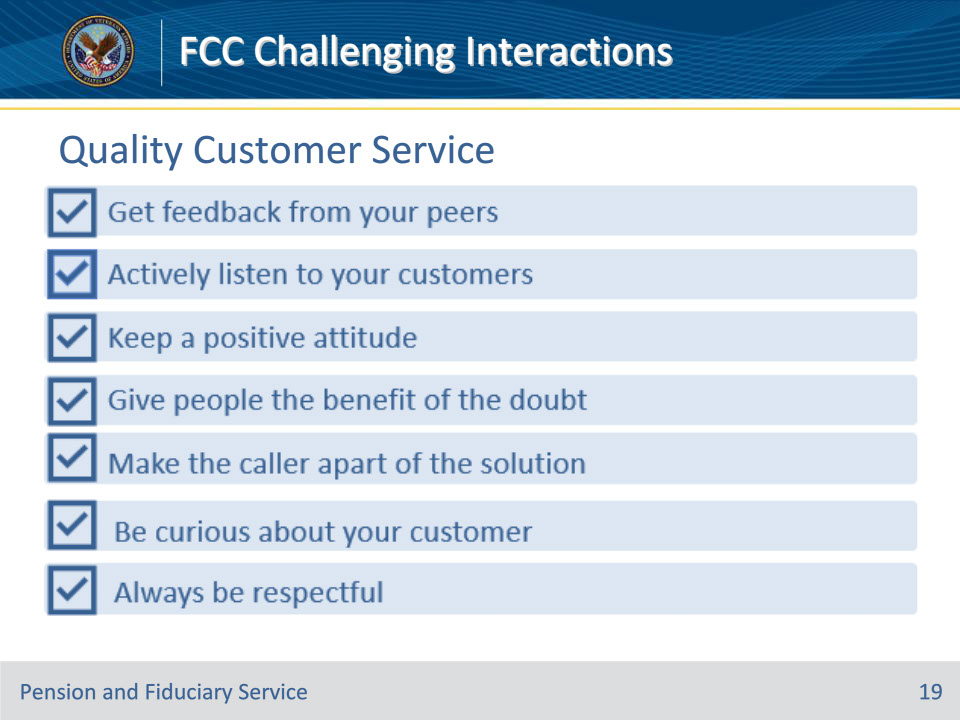 FCC Challenging Interactions
Quality Customer Service
Get feedback from your peers
Actively listen to your customers
Keep a positive attitude
Give people the benefit of the doubt
Make the caller apart of the solution
Be curious about your customer
Always be respectful
Pension and Fiduciary Service
19